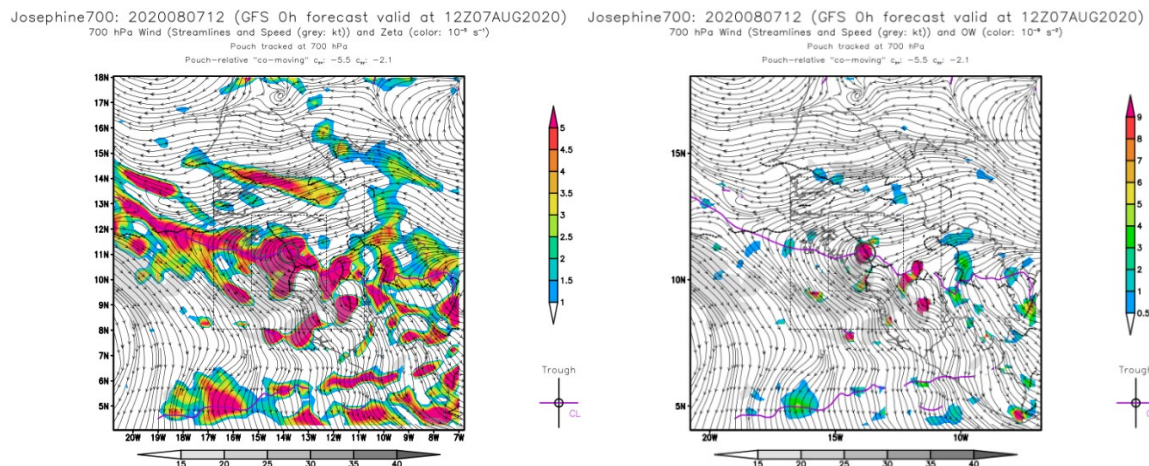 Josephine700: 2020080712 (GFS 0h forecast valid at 12Z07AUG2020)
700 hPa Wind (Streamlines and Speed (grey: kt)) and Zeta (color: 10⁻⁵ s⁻¹)
Pouch tracked at 700 hPa
Pouch-relative "co-moving" c : -5.5 c : -2.1
18N
17N
16N
15N
14N
13N
12N
11N
10N
9N
8N
7N
6N
5N
20W 19W 18W 17W 16W 15W 14W 13W 12W 11W 10W 9W 8W 7W
5
4.5
4
3.5
3
2.5
2
1.5
1
Trough
CL
15 20 25 30 35 40
Josephine700: 2020080712 (GFS 0h forecast valid at 12Z07AUG2020)
700 hPa Wind (Streamlines and Speed (grey: kt)) and OW (color: 10⁻⁹ s⁻²)
Pouch tracked at 700 hPa
Pouch-relative "co-moving" c : -5.5 c : -2.1
15N
10N
5N
20W 15W 10W
9
8
7
6
5
4
3
2
1
0.5
Trough
15 20 25 30 35 40